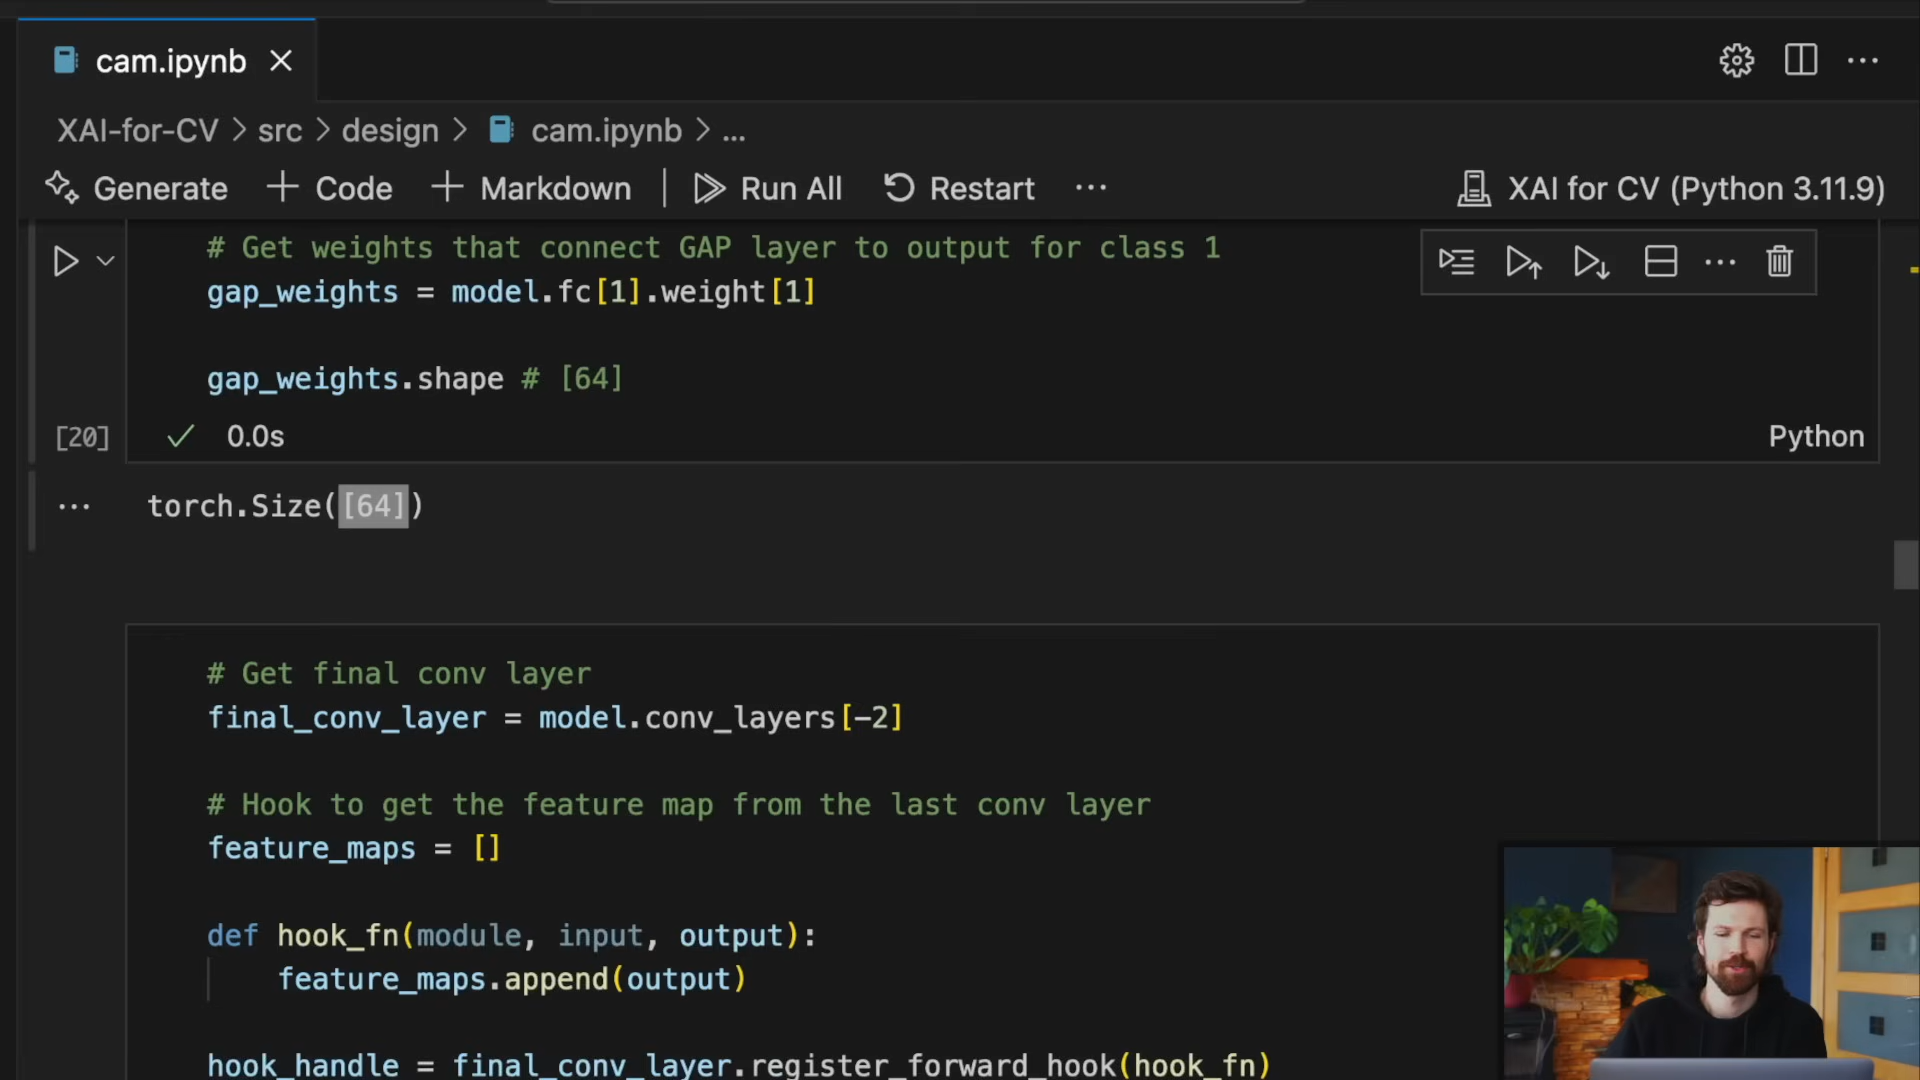 cam.ipynb
XAI-for-CV > src > design > cam.ipynb > ...
Generate + Code + Markdown | Run All Restart ... XAI for CV (Python 3.11.9)
# Get weights that connect GAP layer to output for class 1
gap_weights = model.fc[1].weight[1]
gap_weights.shape # [64]
[20] 0.0s Python
... torch.Size([64])
# Get final conv layer
final_conv_layer = model.conv_layers[-2]
# Hook to get the feature map from the last conv layer
feature_maps = []
def hook_fn(module, input, output):
feature_maps.append(output)
hook_handle = final_conv_layer.register_forward_hook(hook_fn)